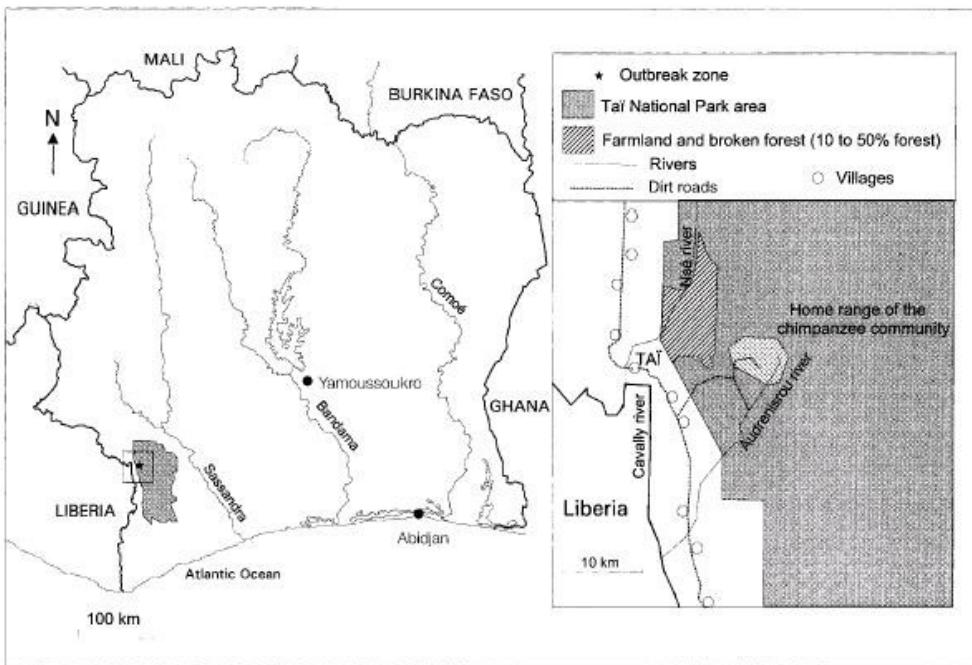 MALI
BURKINA FASO
N
GUINEA
Comoé
Yamoussoukro
Bandama
GHANA
Sassandra
LIBERIA
Abidjan
Atlantic Ocean
100 km
Outbreak zone
Taï National Park area
Farmland and broken forest (10 to 50% forest)
Rivers
Dirt roads
Villages
Nsé river
Home range of the
chimpanzee community
TAÏ
Audrenisrou river
Cavally river
Liberia
10 km